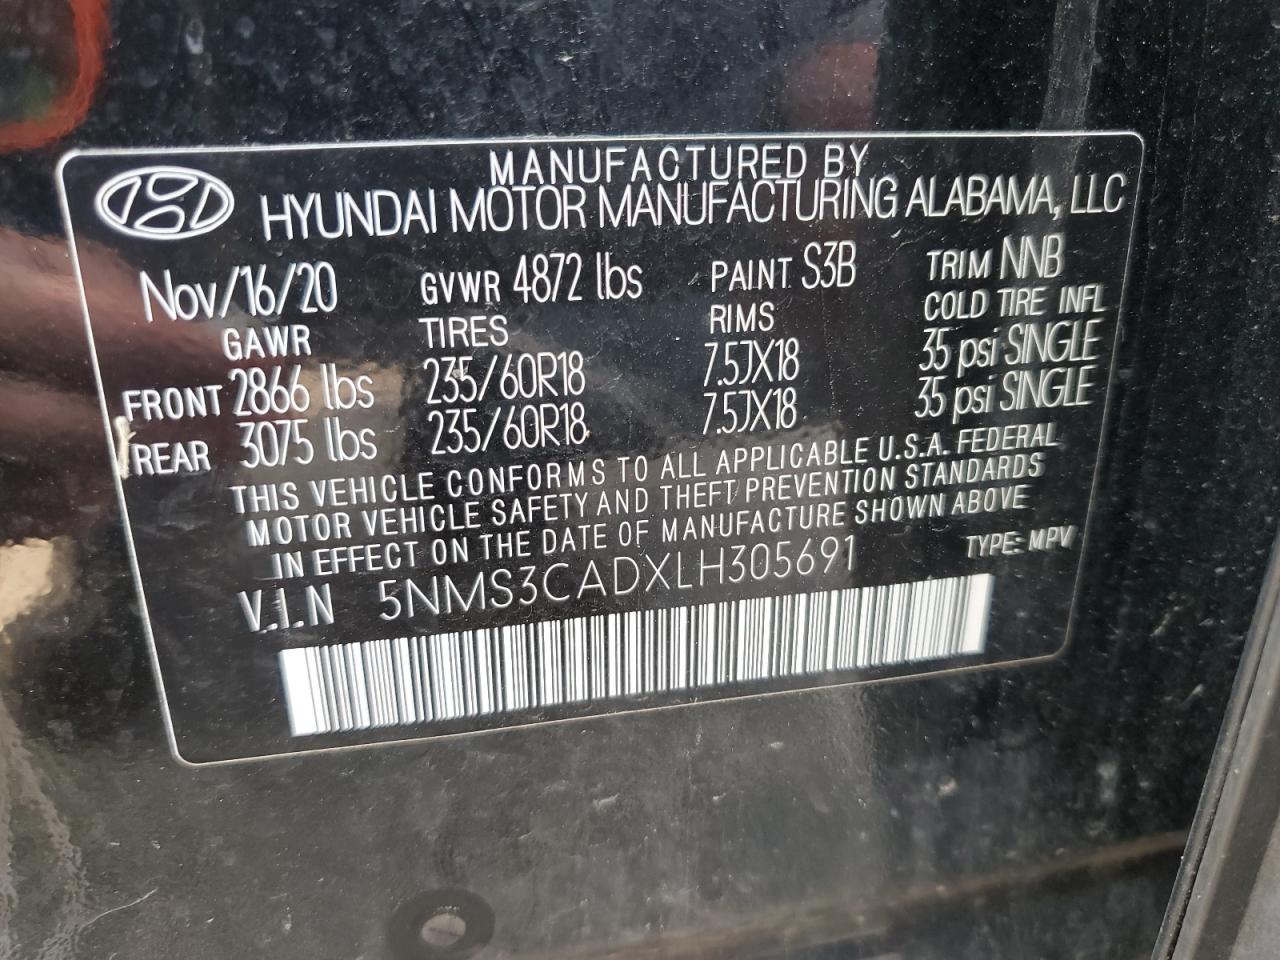 MANUFACTURED BY
HYUNDAI MOTOR MANUFACTURING ALABAMA, LLC
Nov/16/20 GVWR 4872 lbs PAINT S3B TRIM NNB
GAWR TIRES RIMS COLD TIRE INFL
FRONT 2866 lbs 235/60R18 7.5JX18 35 psi SINGLE
REAR 3075 lbs 235/60R18 7.5JX18 35 psi SINGLE
THIS VEHICLE CONFORMS TO ALL APPLICABLE U.S.A. FEDERAL
MOTOR VEHICLE SAFETY AND THEFT PREVENTION STANDARDS
IN EFFECT ON THE DATE OF MANUFACTURE SHOWN ABOVE
V.I.N 5NMS3CADXLH305691 TYPE: MPV